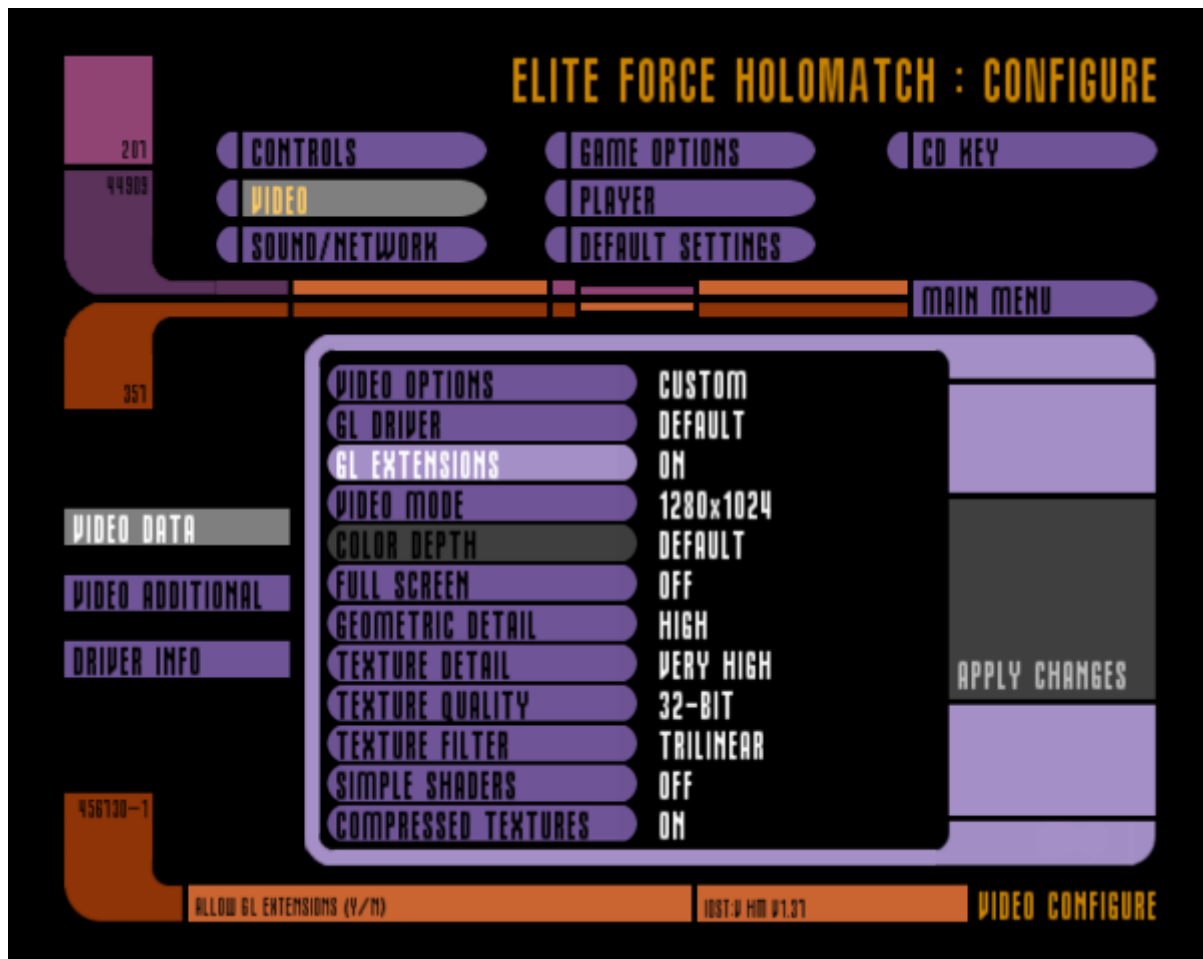 ELITE FORCE HOLOMATCH : CONFIGURE
207
44909
CONTROLS
GAME OPTIONS
CD KEY
VIDEO
PLAYER
SOUND/NETWORK
DEFAULT SETTINGS
MAIN MENU
357
VIDEO OPTIONS CUSTOM
GL DRIVER DEFAULT
GL EXTENSIONS ON
VIDEO MODE 1280x1024
COLOR DEPTH DEFAULT
FULL SCREEN OFF
GEOMETRIC DETAIL HIGH
TEXTURE DETAIL VERY HIGH
TEXTURE QUALITY 32-BIT
TEXTURE FILTER TRILINEAR
SIMPLE SHADERS OFF
COMPRESSED TEXTURES ON
VIDEO DATA
VIDEO ADDITIONAL
DRIVER INFO
APPLY CHANGES
456730-1
ALLOW GL EXTENSIONS (Y/N)
HM V1.37
VIDEO CONFIGURE